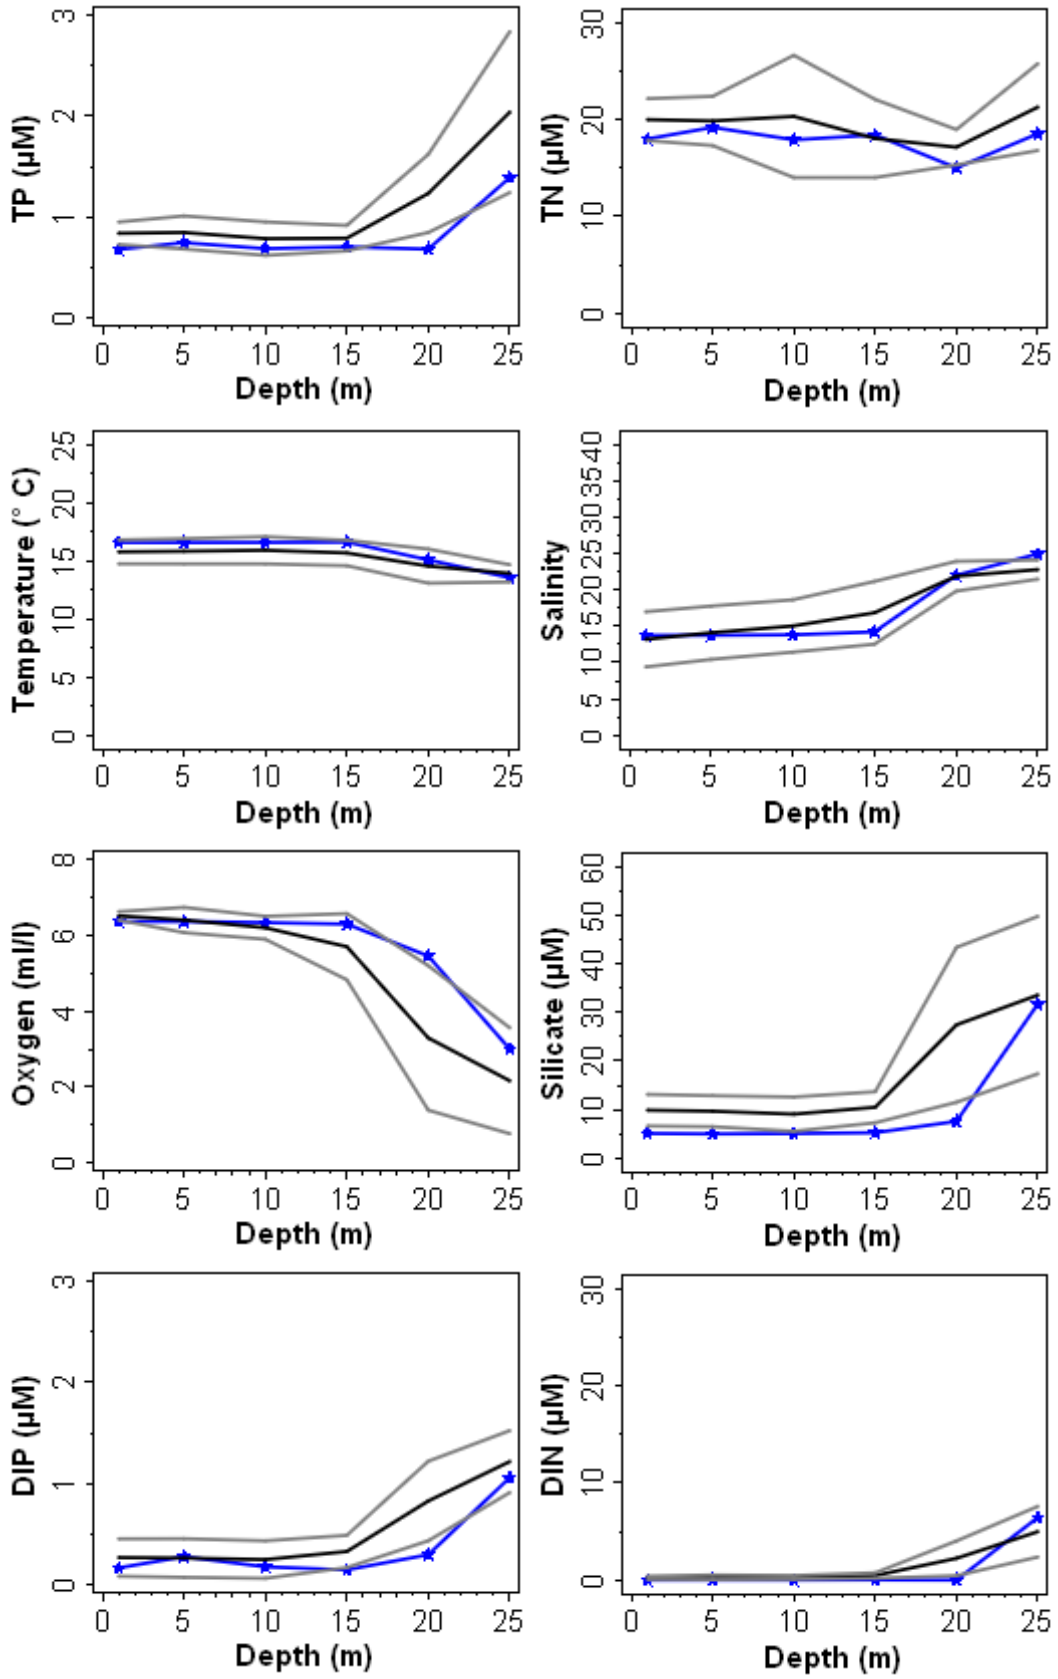 TP (µM)
3
2
1
0
0 5 10 15 20 25
Depth (m)
TN (µM)
30
20
10
0
0 5 10 15 20 25
Depth (m)
Temperature (° C)
25
20
15
10
5
0
0 5 10 15 20 25
Depth (m)
Salinity
40
35
30
25
20
15
10
5
0
0 5 10 15 20 25
Depth (m)
Oxygen (ml/l)
8
6
4
2
0
0 5 10 15 20 25
Depth (m)
Silicate (µM)
60
50
40
30
20
10
0
0 5 10 15 20 25
Depth (m)
DIP (µM)
3
2
1
0
0 5 10 15 20 25
Depth (m)
DIN (µM)
30
20
10
0
0 5 10 15 20 25
Depth (m)